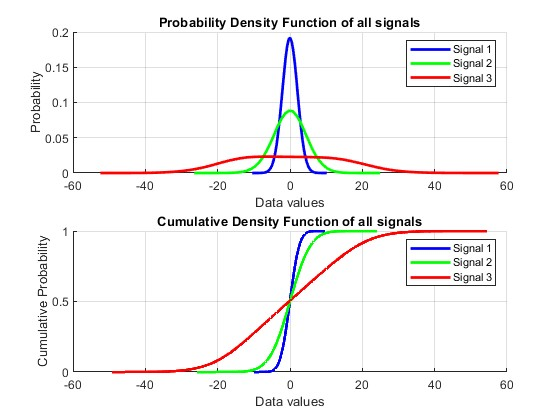 Probability Density Function of all signals
0.2
0.15
0.1
0.05
0
Probability
Signal 1
Signal 2
Signal 3
-60 -40 -20 0 20 40 60
Data values
Cumulative Density Function of all signals
1
0.5
0
Cumulative Probability
Signal 1
Signal 2
Signal 3
-60 -40 -20 0 20 40 60
Data values